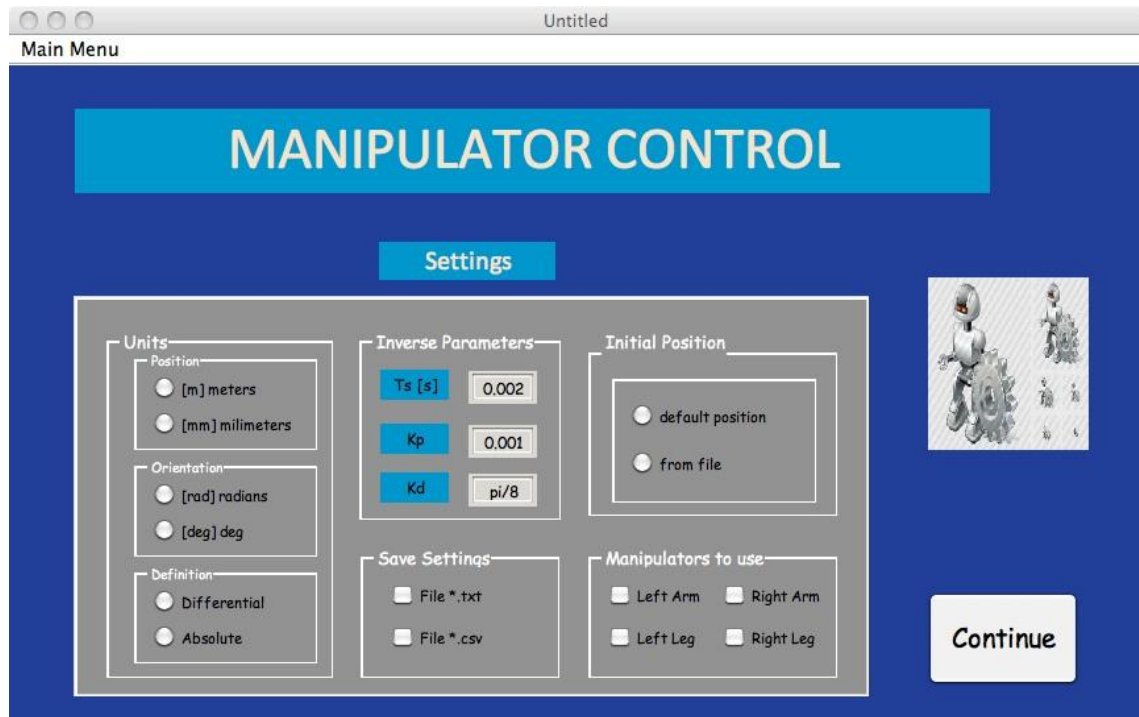 Untitled
Main Menu
MANIPULATOR CONTROL
Settings
Units
Position
[m] meters
[mm] milimeters
Orientation
[rad] radians
[deg] deg
Definition
Differential
Absolute
Inverse Parameters
Ts [s] 0.002
Kp 0.001
Kd pi/8
Save Settings
File *.txt
File *.csv
Initial Position
default position
from file
Manipulators to use
Left Arm Right Arm
Left Leg Right Leg
Continue